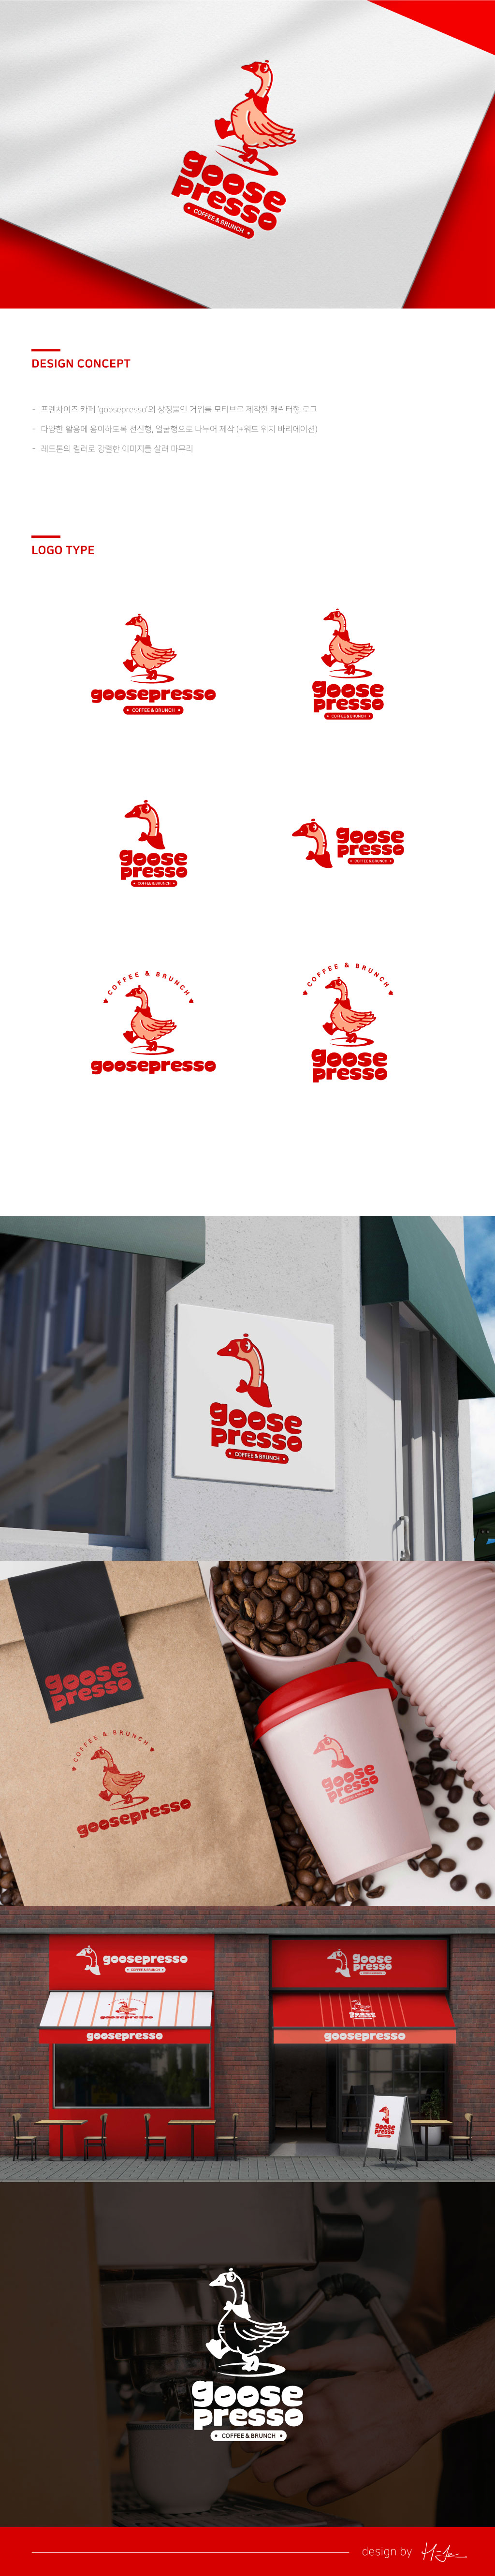 goose
presso
COFFEE & BRUNCH
DESIGN CONCEPT
- 프랜차이즈 카페 'goosepresso'의 상징물인 거위를 모티브로 제작한 캐릭터형 로고
- 다양한 활용에 용이하도록 전신형, 얼굴형으로 나누어 제작 (+워드 위치 바리에이션)
- 레드톤의 컬러로 강렬한 이미지를 살려 마무리
LOGO TYPE
goosepresso
COFFEE & BRUNCH
goose
presso
COFFEE & BRUNCH
goose
presso
COFFEE & BRUNCH
goose
presso
COFFEE & BRUNCH
COFFEE & BRUNCH
goosepresso
COFFEE & BRUNCH
goose
presso
goose
presso
COFFEE & BRUNCH
goose
presso
COFFEE & BRUNCH
goosepresso
goose
presso
COFFEE & BRUNCH
goosepresso
COFFEE & BRUNCH
goosepresso
goosepresso
goose
presso
COFFEE & BRUNCH
goosepresso
goose
presso
goose
presso
COFFEE & BRUNCH
design by